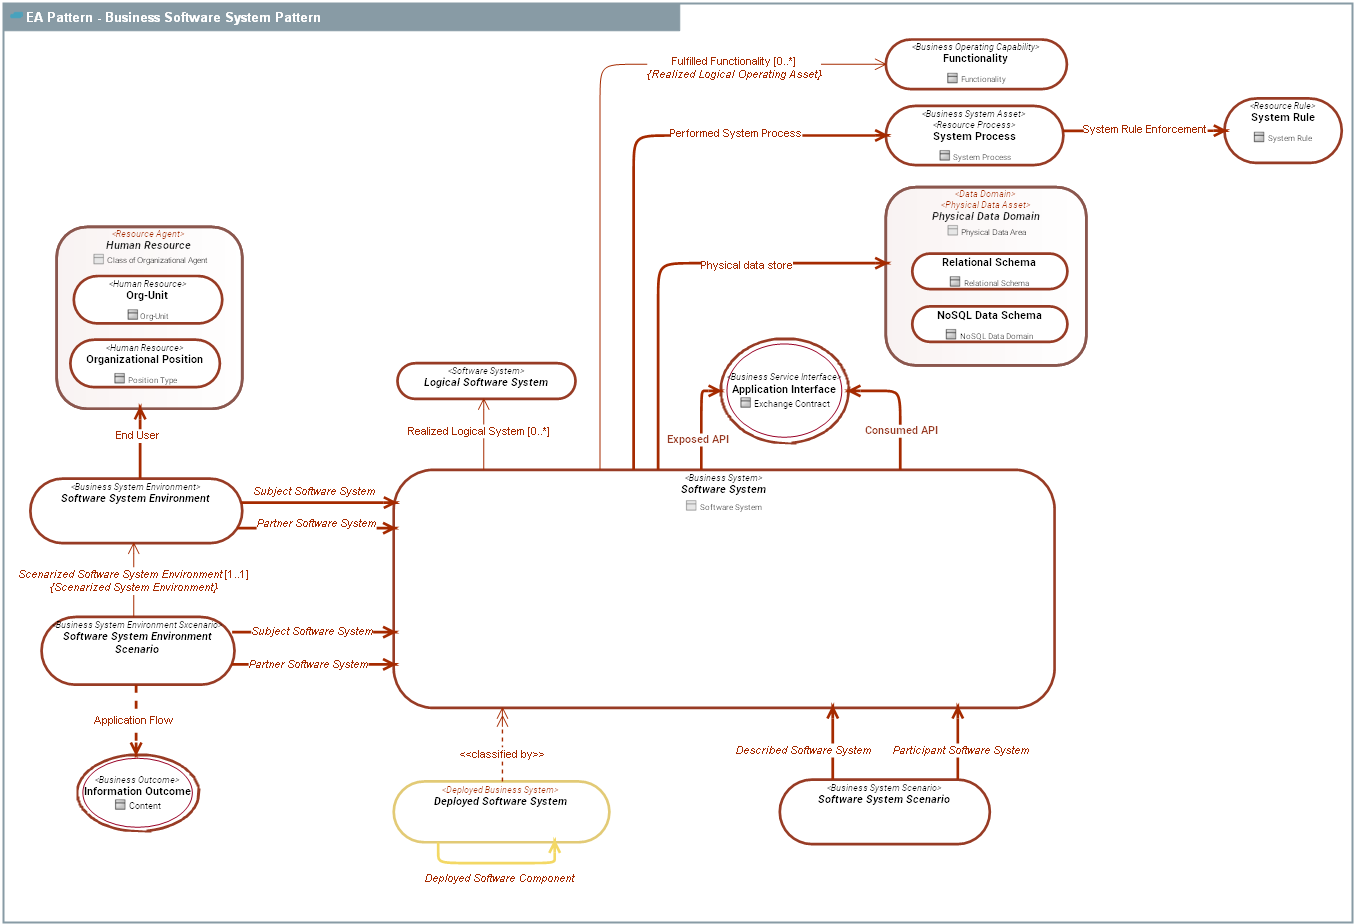 EA Pattern - Business Software System Pattern
<Business Operating Capability>
Functionality
Functionality
Fulfilled Functionality [0..*]
{Realized Logical Operating Asset}
<Business System Asset>
<Resource Process>
System Process
System Process
Performed System Process
System Rule Enforcement
<Resource Rule>
System Rule
System Rule
<Data Domain>
<Physical Data Asset>
Physical Data Domain
Physical Data Area
Relational Schema
Relational Schema
NoSQL Data Schema
NoSQL Data Domain
Physical data store
<Resource Agent>
Human Resource
Class of Organizational Agent
<Human Resource>
Org-Unit
Org-Unit
<Human Resource>
Organizational Position
Position Type
End User
<Software System>
Logical Software System
Realized Logical System [0..*]
<Business Service Interface>
Application Interface
Exchange Contract
Exposed API
Consumed API
<Business System Environment>
Software System Environment
Subject Software System
Partner Software System
<Business System>
Software System
Software System
Scenarized Software System Environment [1..1]
{Scenarized System Environment}
<Business System Environment Sxcenario>
Software System Environment
Scenario
Subject Software System
Partner Software System
Application Flow
<Business Outcome>
Information Outcome
Content
<<classified by>>
<Deployed Business System>
Deployed Software System
Deployed Software Component
Described Software System
Participant Software System
<Business System Scenario>
Software System Scenario